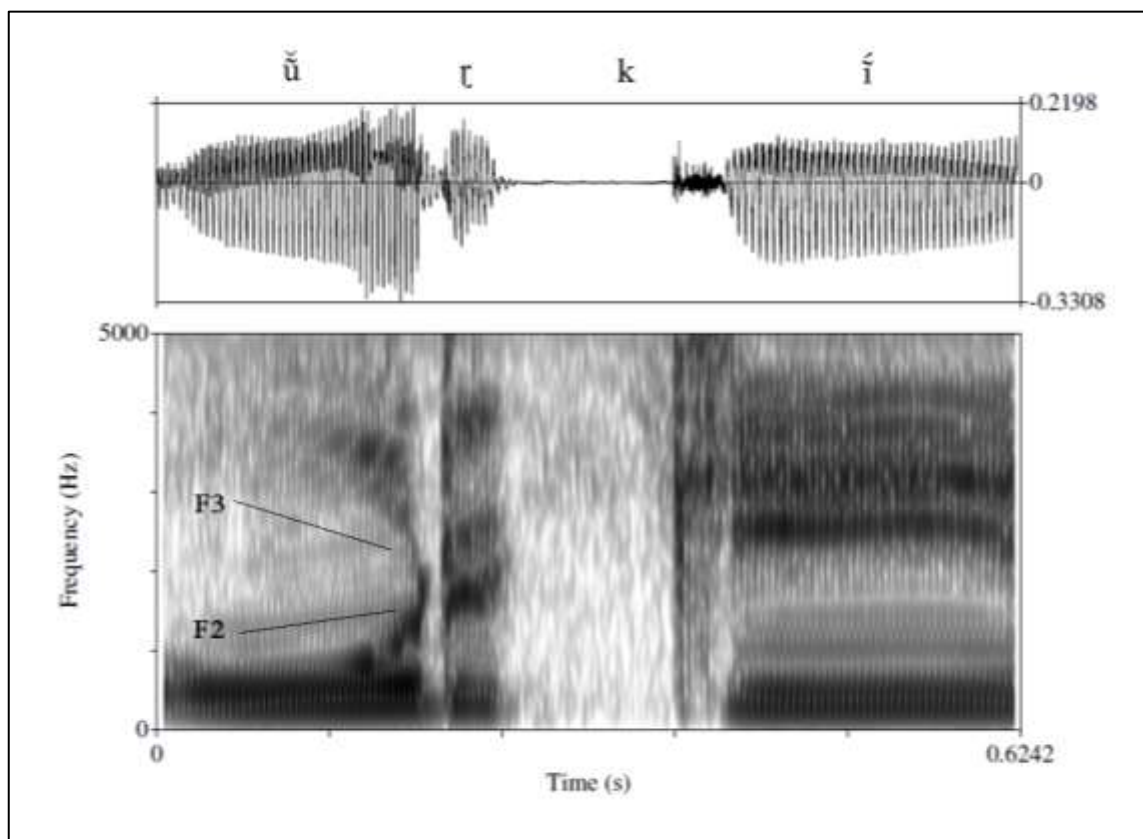 ũ̌ ɽ k ĩ́
0.2198
0
-0.3308
5000
F3
F2
0
Frequency (Hz)
0 0.6242
Time (s)